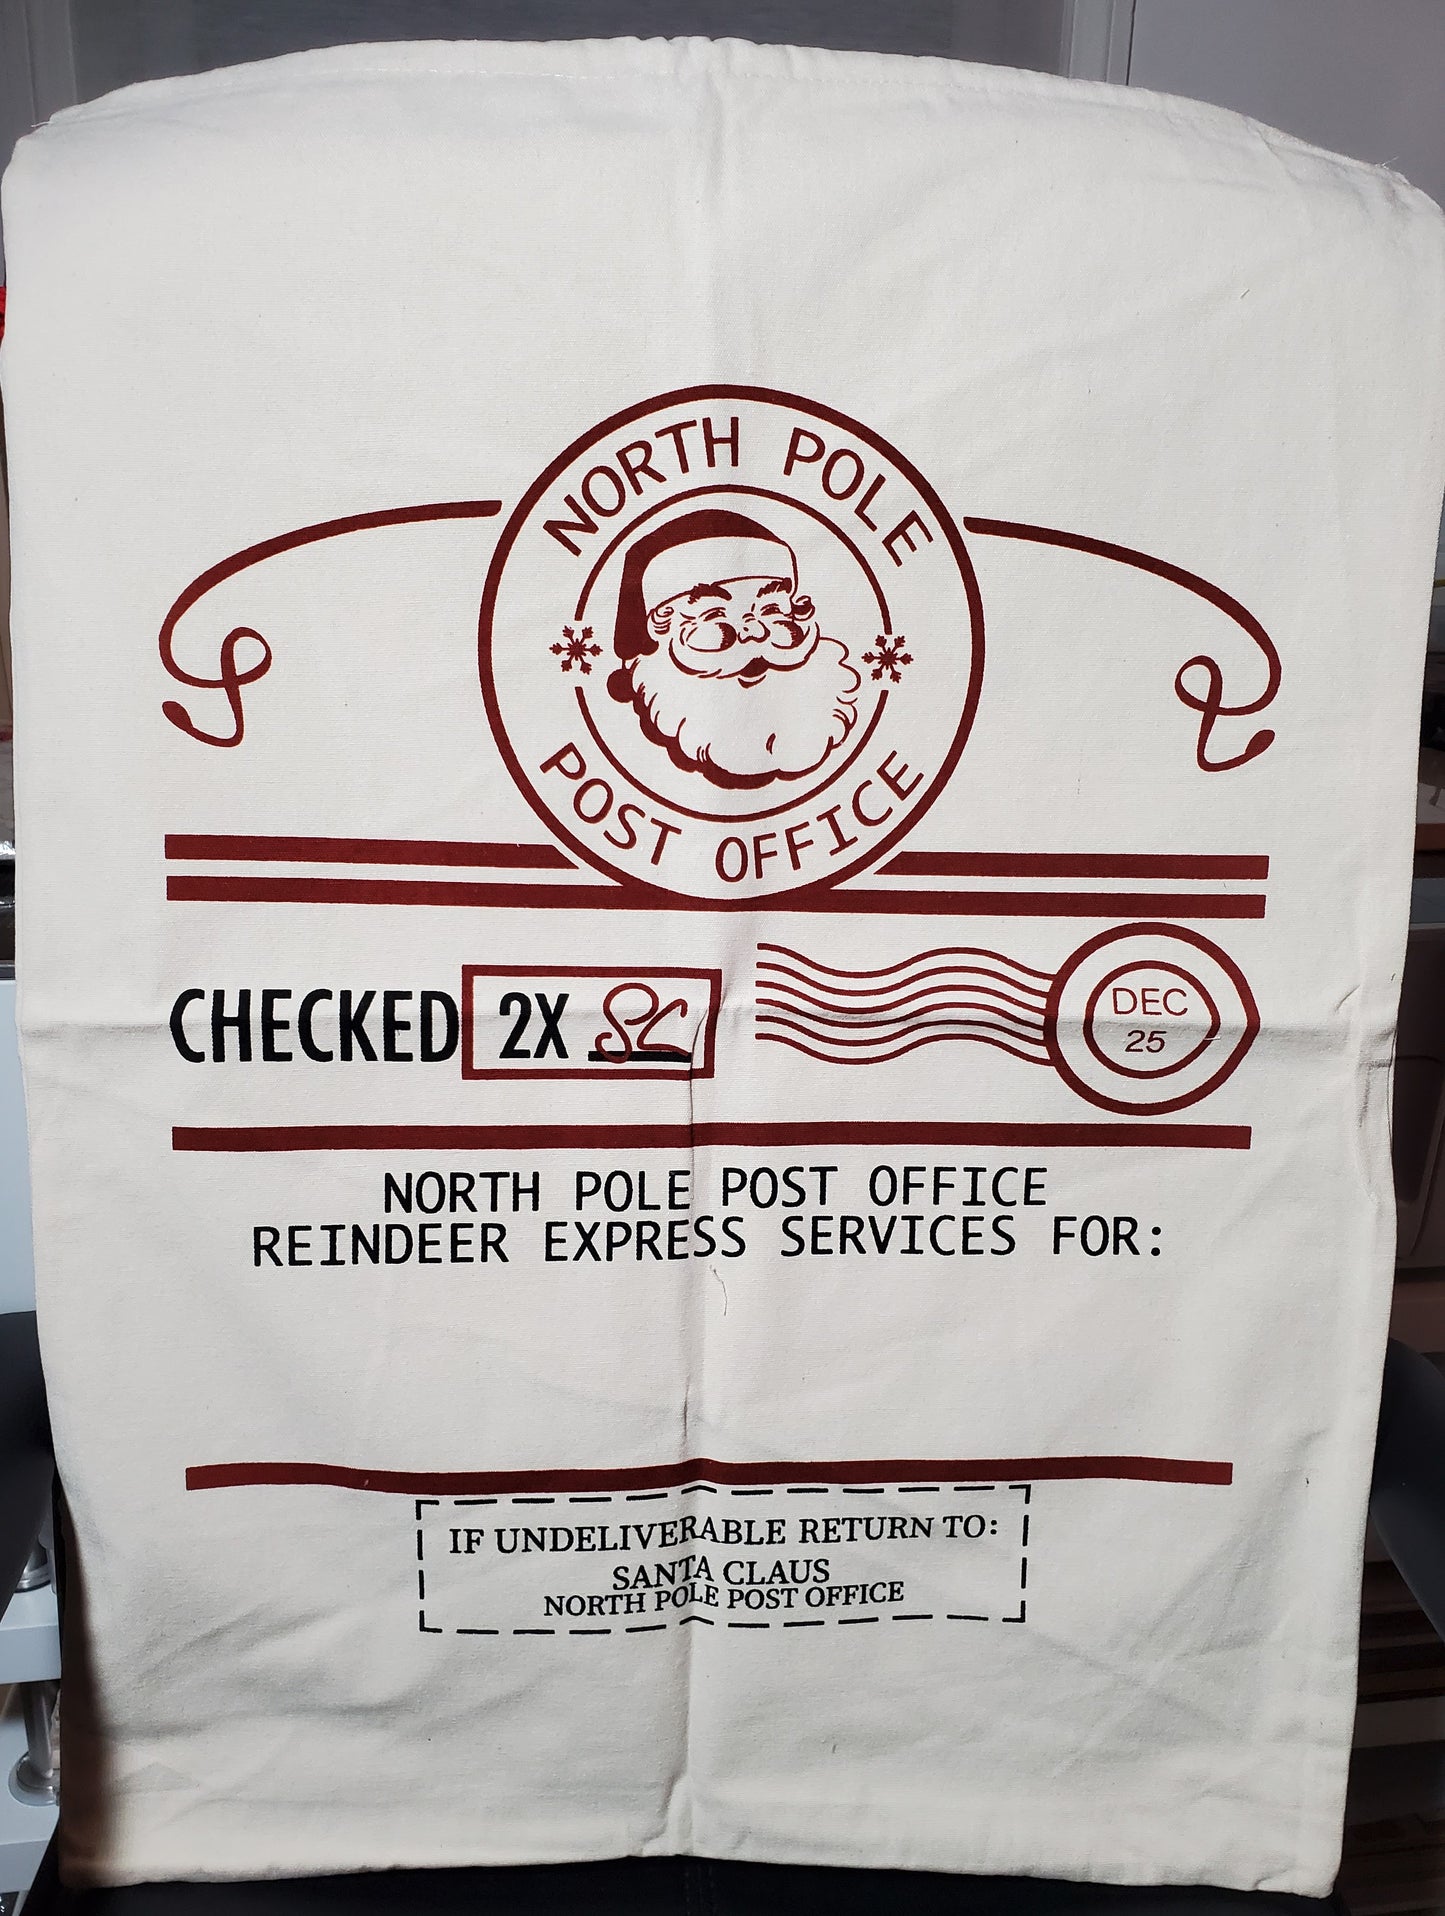 NORTH POLE
POST OFFICE
CHECKED 2X SC
DEC
25
NORTH POLE POST OFFICE
REINDEER EXPRESS SERVICES FOR:
IF UNDELIVERABLE RETURN TO:
SANTA CLAUS
NORTH POLE POST OFFICE